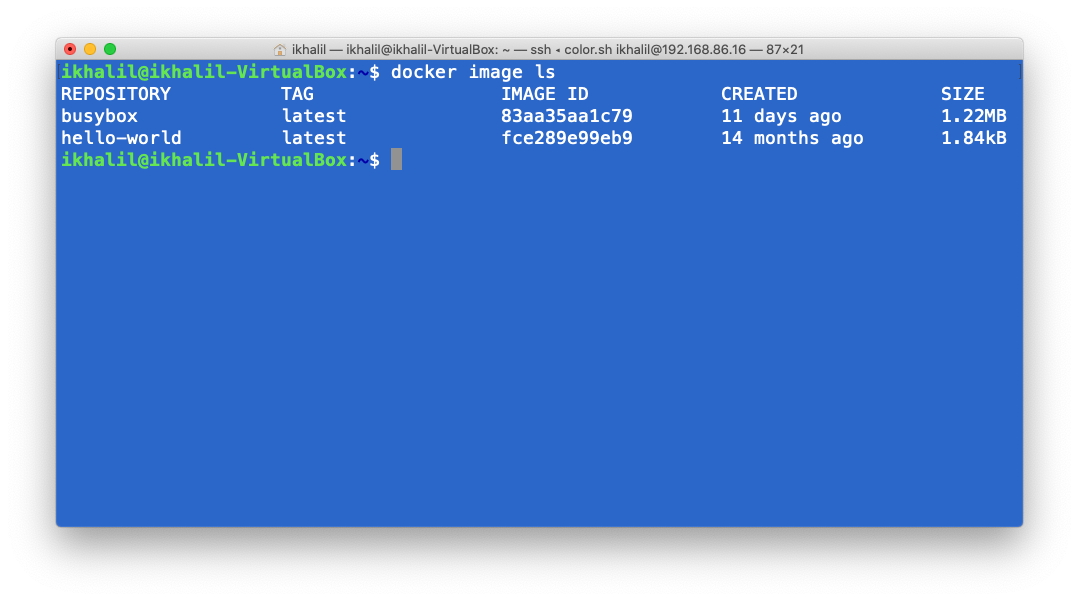 ikhalil — ikhalil@ikhalil-VirtualBox: ~ — ssh ◂ color.sh ikhalil@192.168.86.16 — 87×21
ikhalil@ikhalil-VirtualBox:~$ docker image ls
REPOSITORY          TAG                 IMAGE ID            CREATED             SIZE
busybox             latest              83aa35aa1c79        11 days ago         1.22MB
hello-world         latest              fce289e99eb9        14 months ago       1.84kB
ikhalil@ikhalil-VirtualBox:~$